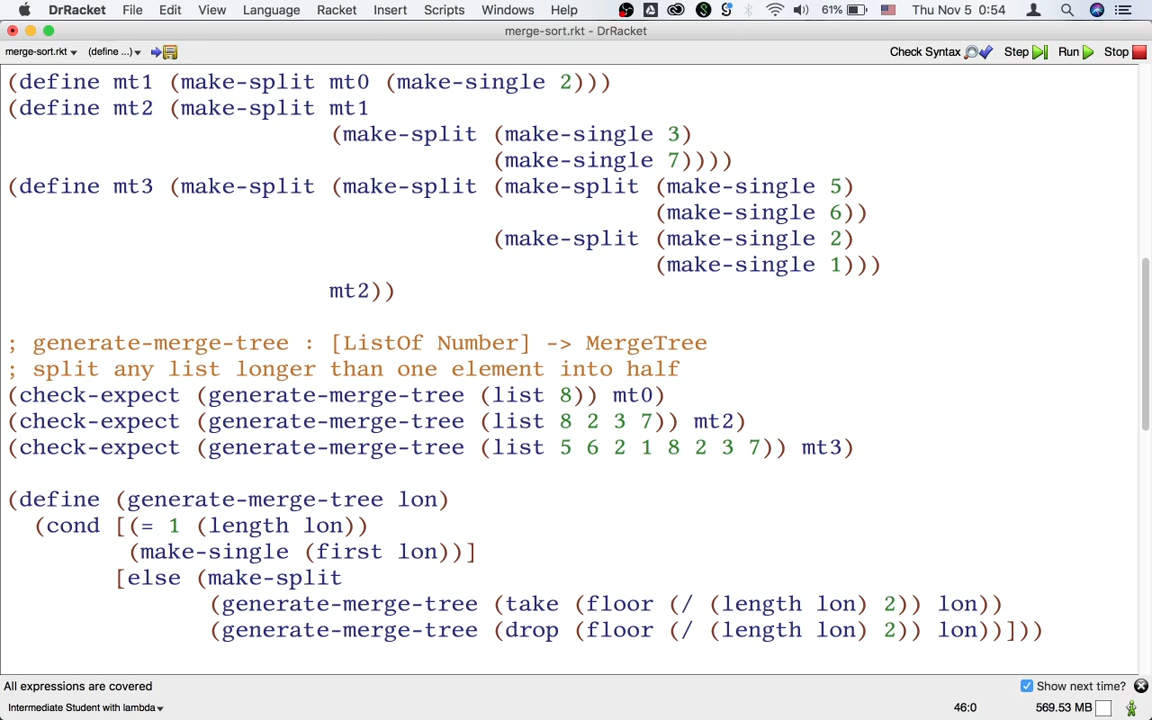 DrRacket File Edit View Language Racket Insert Scripts Windows Help 61% Thu Nov 5 0:54
merge-sort.rkt - DrRacket
merge-sort.rkt (define ...) Check Syntax Step Run Stop
(define mt1 (make-split mt0 (make-single 2)))
(define mt2 (make-split mt1
(make-split (make-single 3)
(make-single 7))))
(define mt3 (make-split (make-split (make-split (make-single 5)
(make-single 6))
(make-split (make-single 2)
(make-single 1)))
mt2))
; generate-merge-tree : [ListOf Number] -> MergeTree
; split any list longer than one element into half
(check-expect (generate-merge-tree (list 8)) mt0)
(check-expect (generate-merge-tree (list 8 2 3 7)) mt2)
(check-expect (generate-merge-tree (list 5 6 2 1 8 2 3 7)) mt3)
(define (generate-merge-tree lon)
(cond [(= 1 (length lon))
(make-single (first lon))]
[else (make-split
(generate-merge-tree (take (floor (/ (length lon) 2)) lon))
(generate-merge-tree (drop (floor (/ (length lon) 2)) lon))]))
All expressions are covered Show next time?
Intermediate Student with lambda 46:0 569.53 MB